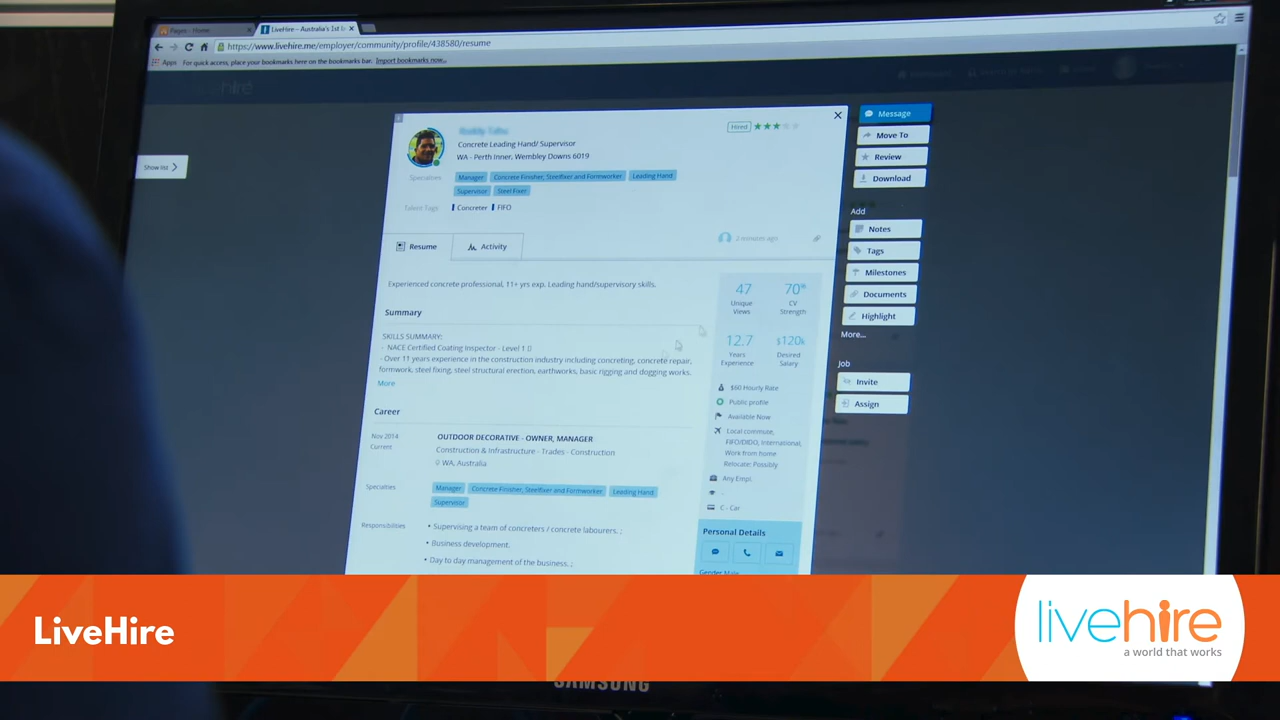 Pages - Home
LiveHire - Australia's 1st li
https://www.livehire.me/employer/community/profile/438580/resume
Apps For quick access, place your bookmarks here on the bookmarks bar. Import bookmarks now...
hire
Show list
Hired
Concrete Leading Hand/ Supervisor
WA - Perth Inner, Wembley Downs 6019
Specialties
Manager Concrete Finisher, Steelfixer and Formworker Leading Hand
Supervisor Steel Fixer
Talent Tags
Concreter FIFO
Resume
Activity
2 minutes ago
Experienced concrete professional, 11+ yrs exp. Leading hand/supervisory skills.
Summary
SKILLS SUMMARY:
- NACE Certified Coating Inspector - Level 1
- Over 11 years experience in the construction industry including concreting, concrete repair,
formwork, steel fixing, steel structural erection, earthworks, basic rigging and dogging works.
More
Career
Nov 2014-
Current
OUTDOOR DECORATIVE - OWNER, MANAGER
Construction & Infrastructure - Trades - Construction
WA, Australia
Specialties
Manager Concrete Finisher, Steelfixer and Formworker Leading Hand
Supervisor
Responsibilities
• Supervising a team of concreters / concrete labourers. ;
• Business development.
• Day to day management of the business. ;
47
Unique
Views
70*
CV
Strength
12.7
Years
Experience
$120k
Desired
Salary
$60 Hourly Rate
Public profile
Available Now
Local commute,
FIFO/DIDO, International,
Work from home
Relocate: Possibly
Any Empl.
-
C - Car
Personal Details
Gender Male
Message
Move To
Review
Download
Add
Notes
Tags
Milestones
Documents
Highlight
More...
Job
Invite
Assign
LiveHire
livehire
a world that works
SAMSUNG